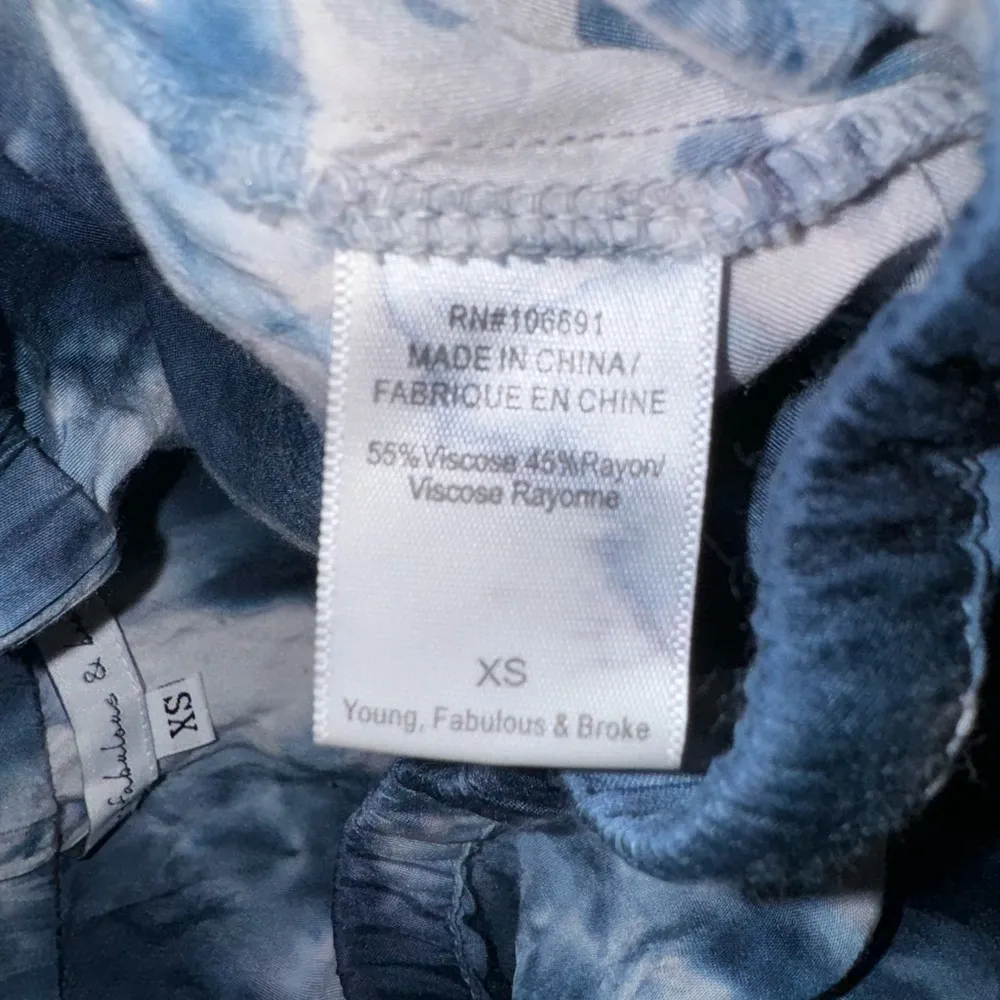 RN#106691
MADE IN CHINA/
FABRIQUE EN CHINE
55%Viscose 45%Rayon/
Viscose Rayonne
XS
Young, Fabulous & Broke
fabulous &
XS